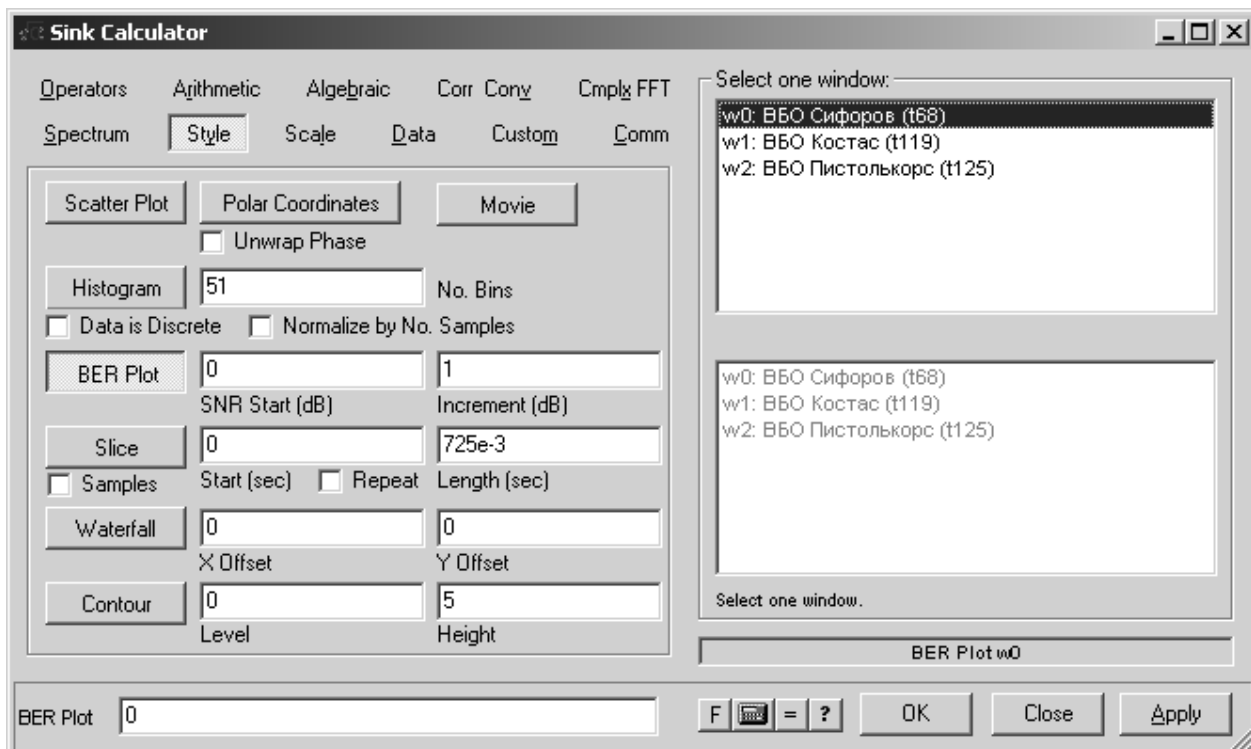 Sink Calculator
Operators Arithmetic Algebraic Corr Conv Cmplx FFT
Spectrum Style Scale Data Custom Comm
Scatter Plot Polar Coordinates Movie
Unwrap Phase
Histogram 51 No. Bins
Data is Discrete Normalize by No. Samples
BER Plot 0 1
SNR Start (dB) Increment (dB)
Slice 0 725e-3
Samples Start (sec) Repeat Length (sec)
Waterfall 0 0
X Offset Y Offset
Contour 0 5
Level Height
Select one window:
w0: ВБО Сифоров (t68)
w1: ВБО Костас (t119)
w2: ВБО Пистолькорс (t125)
w0: ВБО Сифоров (t68)
w1: ВБО Костас (t119)
w2: ВБО Пистолькорс (t125)
Select one window.
BER Plot w0
BER Plot 0 F = ? OK Close Apply